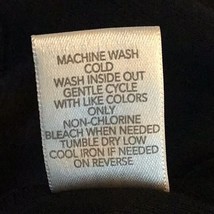 MACHINE WASH
COLD
WASH INSIDE OUT
GENTLE CYCLE
WITH LIKE COLORS
ONLY
NON-CHLORINE
BLEACH WHEN NEEDED
TUMBLE DRY LOW
COOL IRON IF NEEDED
ON REVERSE